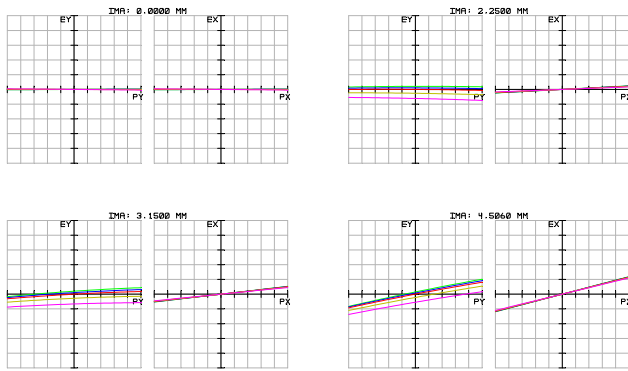 IMA: 0.0000 MM
EY EX
PY PX
IMA: 2.2500 MM
EY EX
PY
IMA: 3.1500 MM
EY EX
PY PX
IMA: 4.5060 MM
EY EX
PY